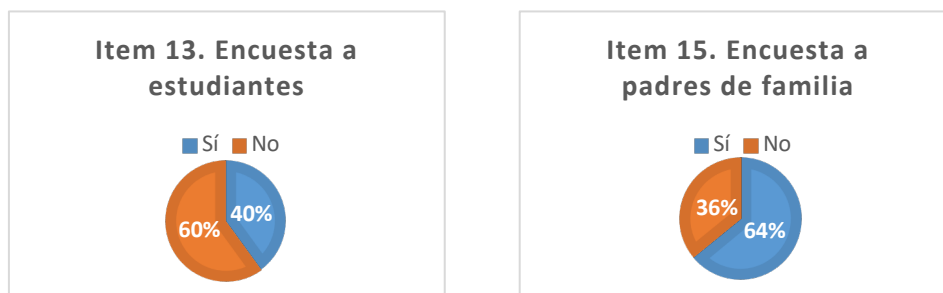 Item 13. Encuesta a
estudiantes
Sí No
40%
60%
Item 15. Encuesta a
padres de familia
Sí No
36%
64%